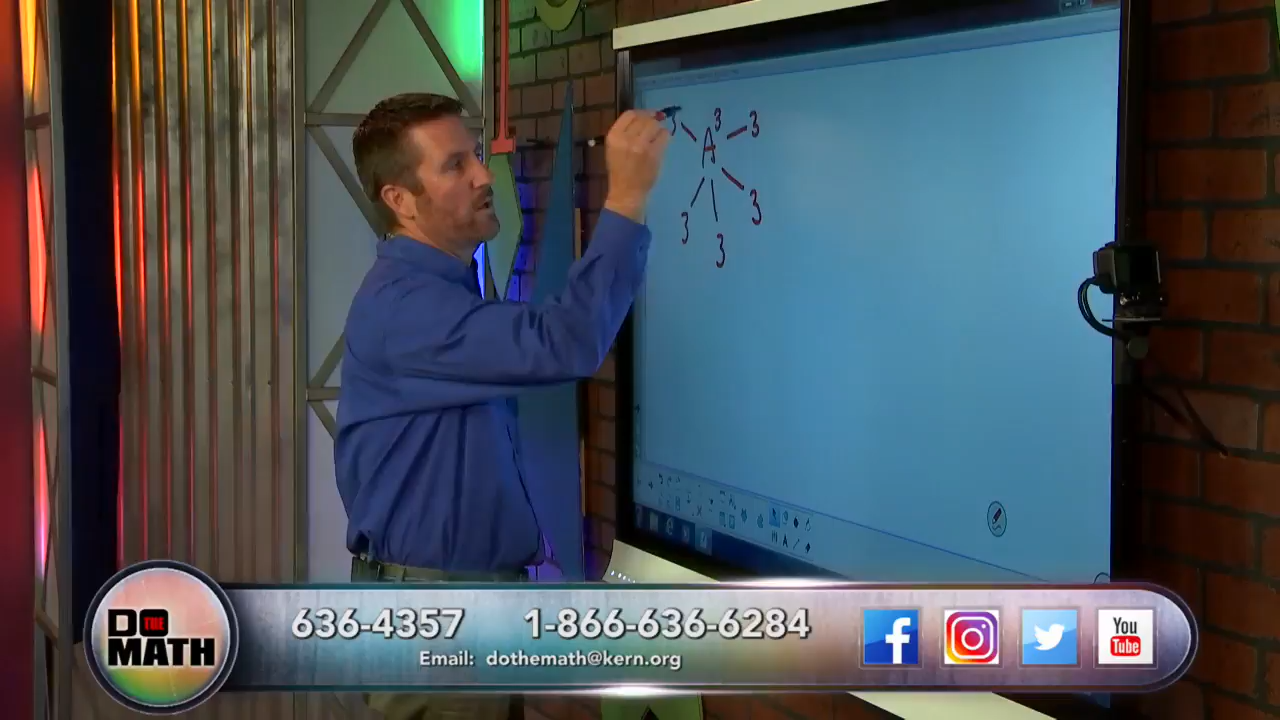 3
3 A 3
3 3
3
DO THE MATH
636-4357 1-866-636-6284
Email: dothemath@kern.org
f
You Tube